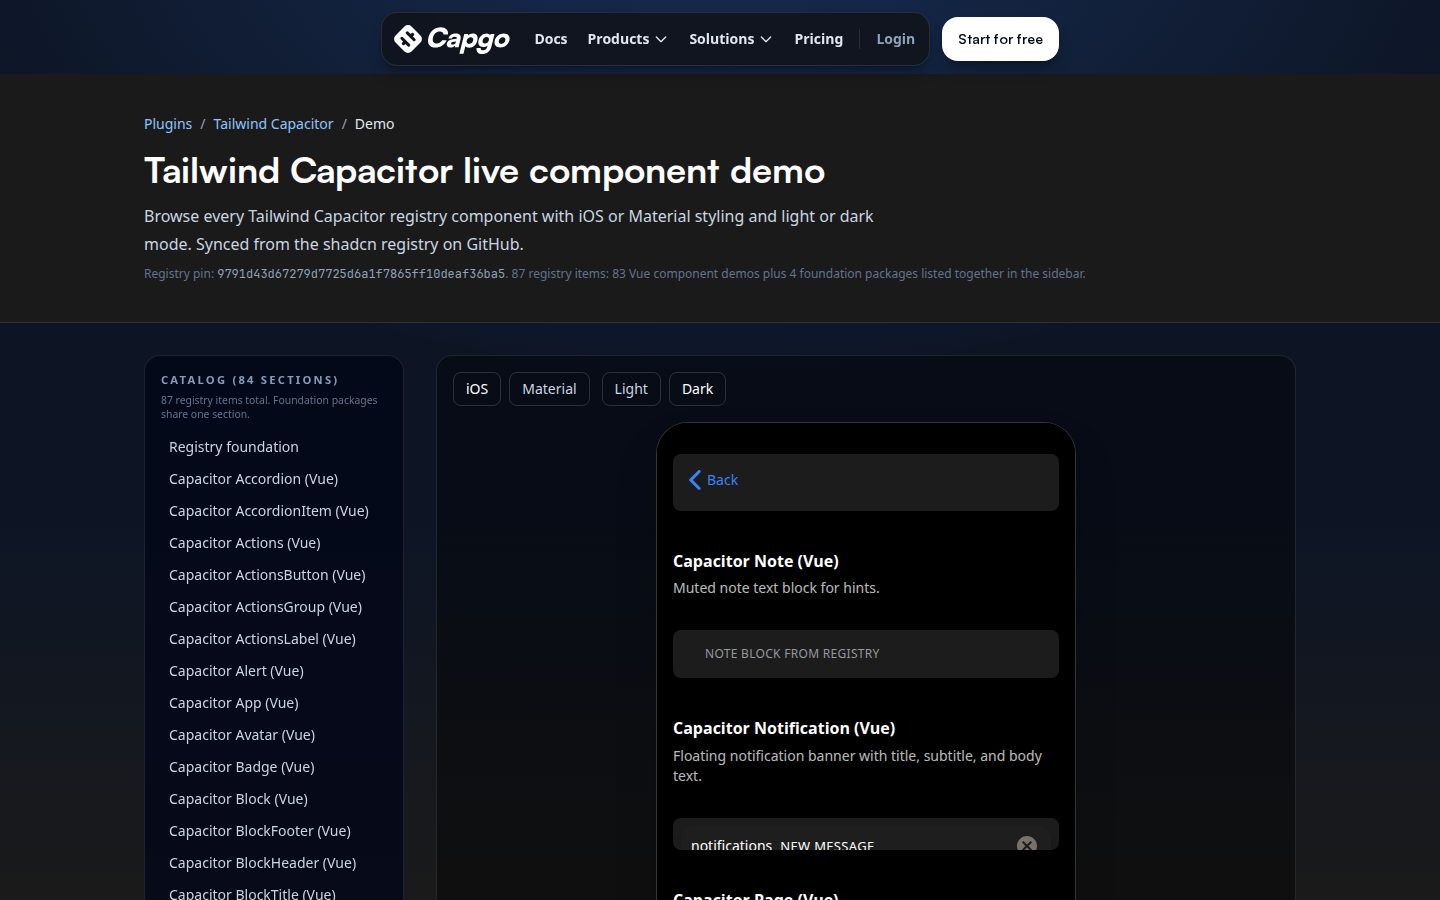 Capgo
Docs
Products
Solutions
Pricing
Login
Start for free
Plugins / Tailwind Capacitor / Demo
Tailwind Capacitor live component demo
Browse every Tailwind Capacitor registry component with iOS or Material styling and light or dark
mode. Synced from the shadcn registry on GitHub.
Registry pin: 9791d43d67279d7725d6a1f7865ff10deaf36ba5. 87 registry items: 83 Vue component demos plus 4 foundation packages listed together in the sidebar.
CATALOG (84 SECTIONS)
87 registry items total. Foundation packages
share one section.
Registry foundation
Capacitor Accordion (Vue)
Capacitor AccordionItem (Vue)
Capacitor Actions (Vue)
Capacitor ActionsButton (Vue)
Capacitor ActionsGroup (Vue)
Capacitor ActionsLabel (Vue)
Capacitor Alert (Vue)
Capacitor App (Vue)
Capacitor Avatar (Vue)
Capacitor Badge (Vue)
Capacitor Block (Vue)
Capacitor BlockFooter (Vue)
Capacitor BlockHeader (Vue)
Capacitor BlockTitle (Vue)
iOS
Material
Light
Dark
Back
Capacitor Note (Vue)
Muted note text block for hints.
NOTE BLOCK FROM REGISTRY
Capacitor Notification (Vue)
Floating notification banner with title, subtitle, and body
text.
notifications NEW MESSAGE
Capacitor Page (Vue)